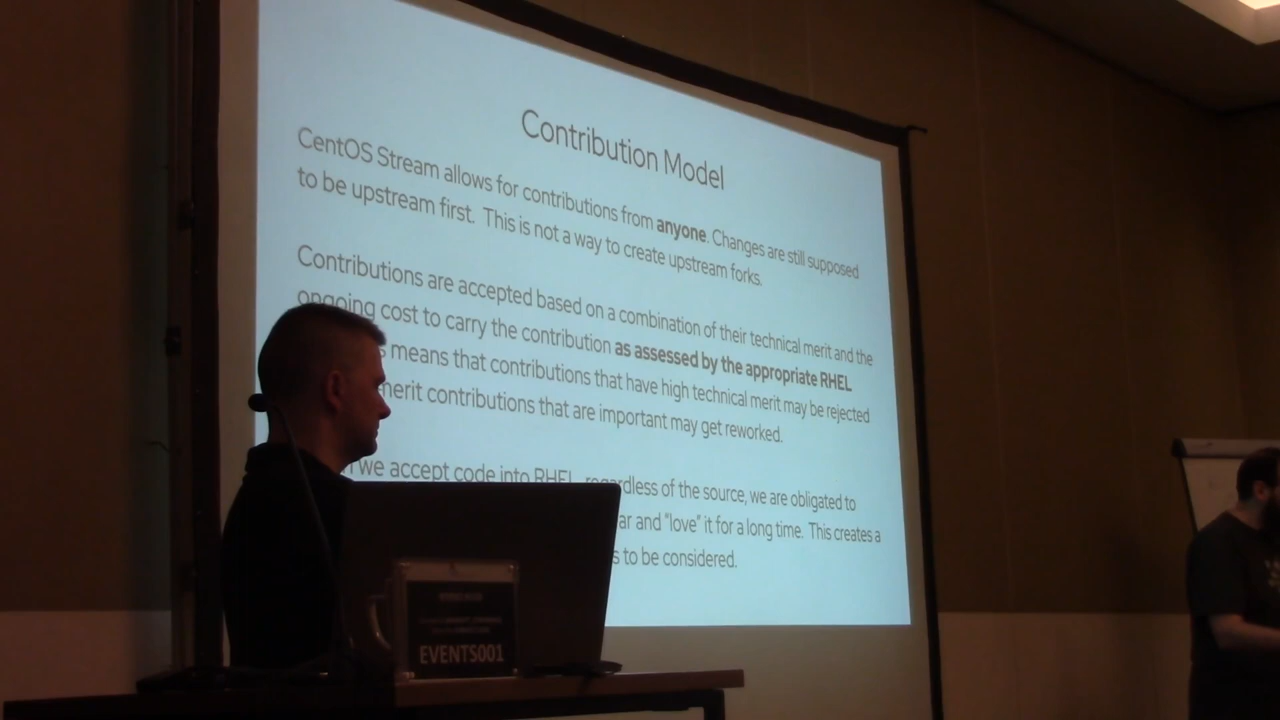 Contribution Model
CentOS Stream allows for contributions from anyone. Changes are still supposed
to be upstream first. This is not a way to create upstream forks.
Contributions are accepted based on a combination of their technical merit and the
ongoing cost to carry the contribution as assessed by the appropriate RHEL
means that contributions that have high technical merit may be rejected
merit contributions that are important may get reworked.
we accept code into RHEL, regardless of the source, we are obligated to
and "love" it for a long time. This creates a
to be considered.
EVENTS001